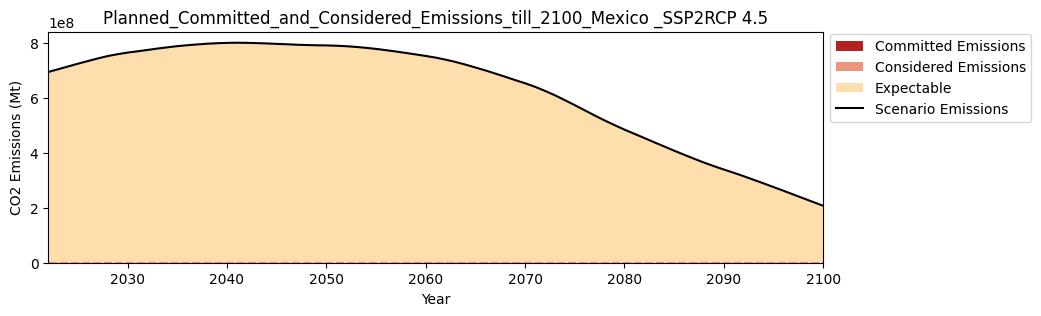 Planned_Committed_and_Considered_Emissions_till_2100_Mexico _SSP2RCP 4.5
1e8
8
6
4
2
0
CO2 Emissions (Mt)
2030 2040 2050 2060 2070 2080 2090 2100
Year
Committed Emissions
Considered Emissions
Expectable
Scenario Emissions